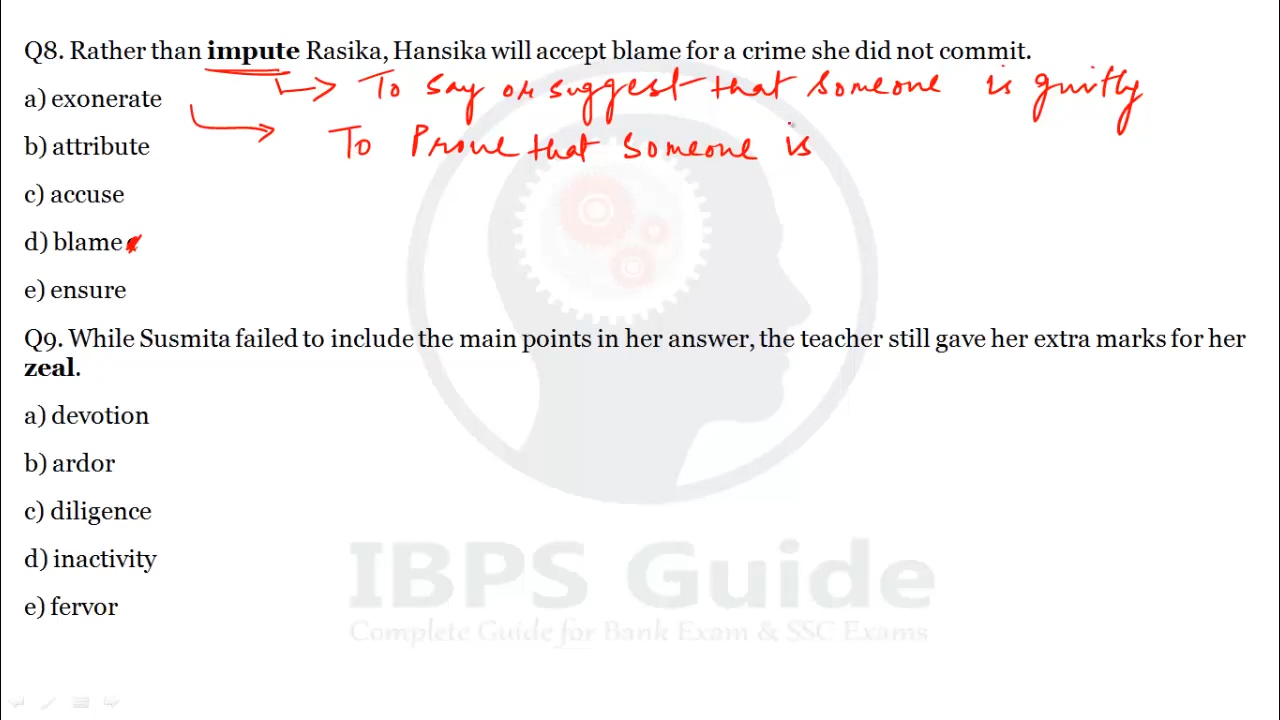 Q8. Rather than impute Rasika, Hansika will accept blame for a crime she did not commit.
To say or suggest that someone is guilty
a) exonerate
To Prove that someone is
b) attribute
c) accuse
d) blame
e) ensure
Q9. While Susmita failed to include the main points in her answer, the teacher still gave her extra marks for her
zeal.
a) devotion
b) ardor
c) diligence
d) inactivity
e) fervor
IBPS Guide
Complete Guide for Bank Exam & SSC Exams